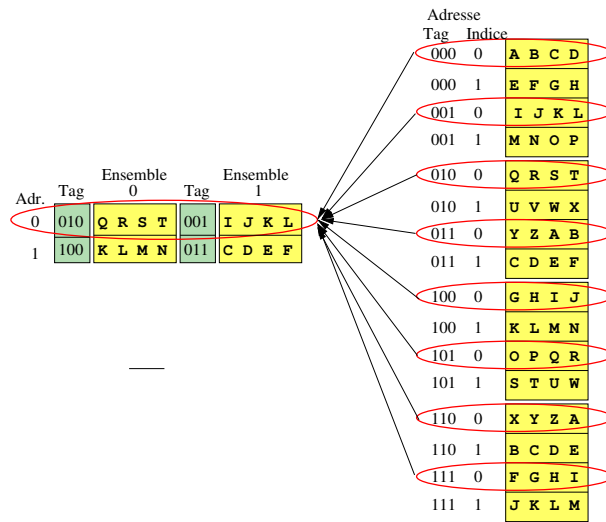 Adresse
Tag Indice
000 0 A B C D
000 1 E F G H
001 0 I J K L
001 1 M N O P
010 0 Q R S T
010 1 U V W X
011 0 Y Z A B
011 1 C D E F
100 0 G H I J
100 1 K L M N
101 0 O P Q R
101 1 S T U W
110 0 X Y Z A
110 1 B C D E
111 0 F G H I
111 1 J K L M
Ensemble Ensemble
Adr. Tag 0 Tag 1
0 010 Q R S T 001 I J K L
1 100 K L M N 011 C D E F